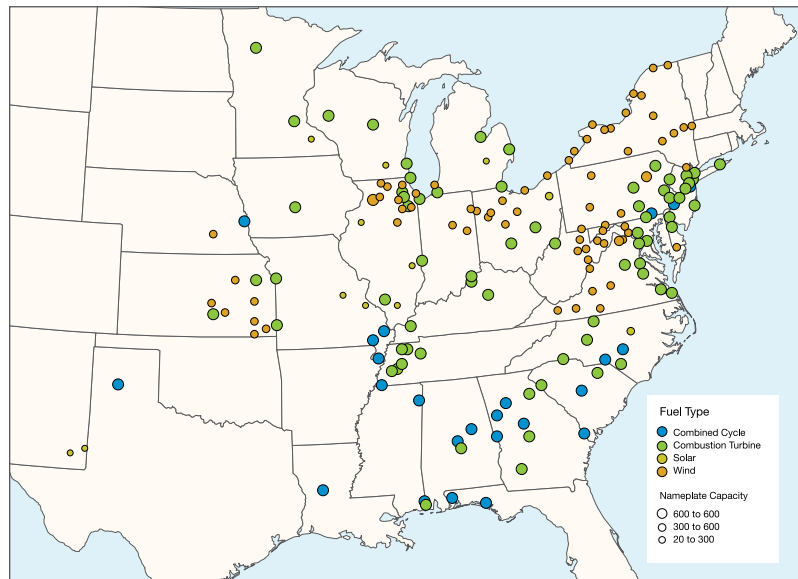 Fuel Type
Combined Cycle
Combustion Turbine
Solar
Wind
Nameplate Capacity
600 to 600
300 to 600
20 to 300